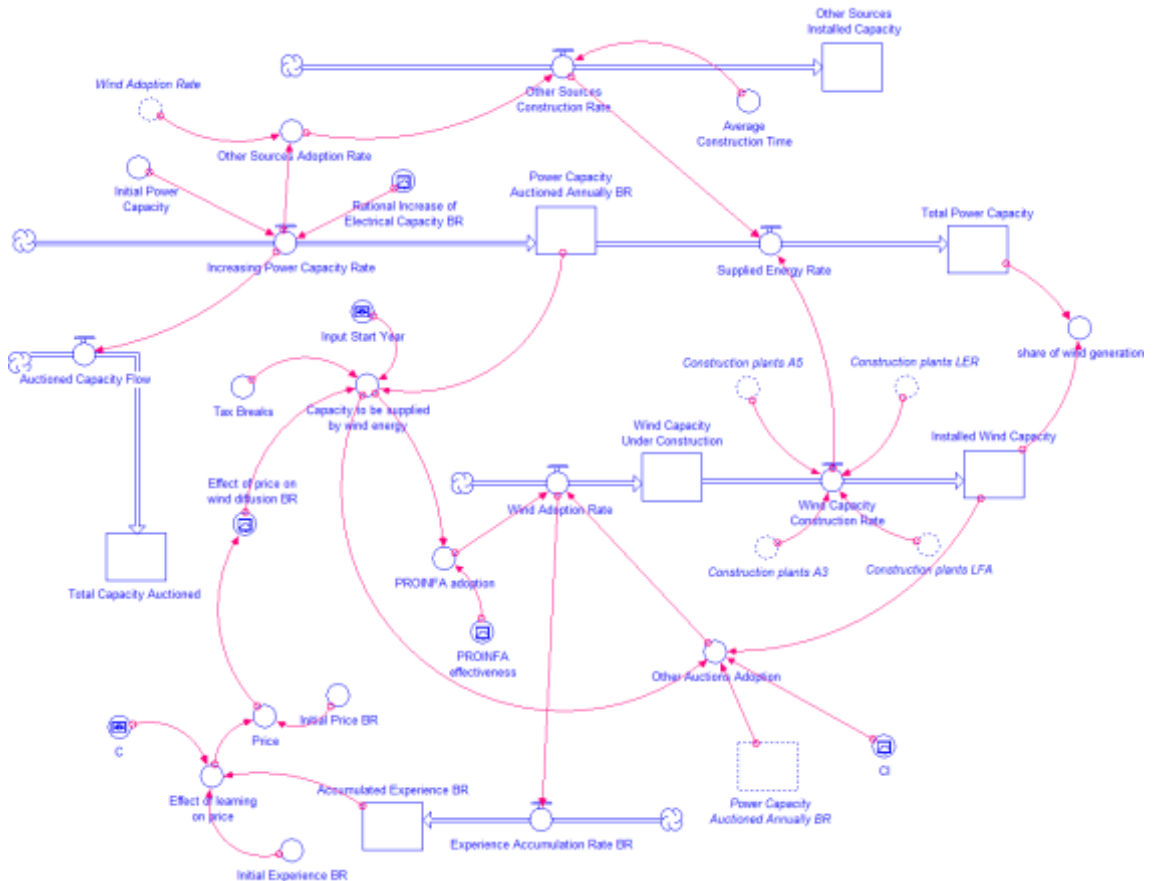 Other Sources
Installed Capacity
Wind Adoption Rate
Other Sources
Construction Rate
Average
Construction Time
Other Sources Adoption Rate
Initial Power
Capacity
Rational Increase of
Electrical Capacity BR
Power Capacity
Auctioned Annually BR
Total Power Capacity
Increasing Power Capacity Rate
Supplied Energy Rate
Input Start Year
share of wind generation
Auctioned Capacity Flow
Construction plants A5
Construction plants LER
Tax Breaks
Capacity to be supplied
by wind energy
Wind Capacity
Under Construction
Installed Wind Capacity
Effect of price on
wind diffusion BR
Wind Adoption Rate
Wind Capacity
Construction Rate
Total Capacity Auctioned
PROINFA adoption
Construction plants A3
Construction plants LFA
PROINFA
effectiveness
Other Auctions Adoption
Initial Price BR
Price
C
CI
Effect of learning
on price
Accumulated Experience BR
Power Capacity
Auctioned Annually BR
Experience Accumulation Rate BR
Initial Experience BR